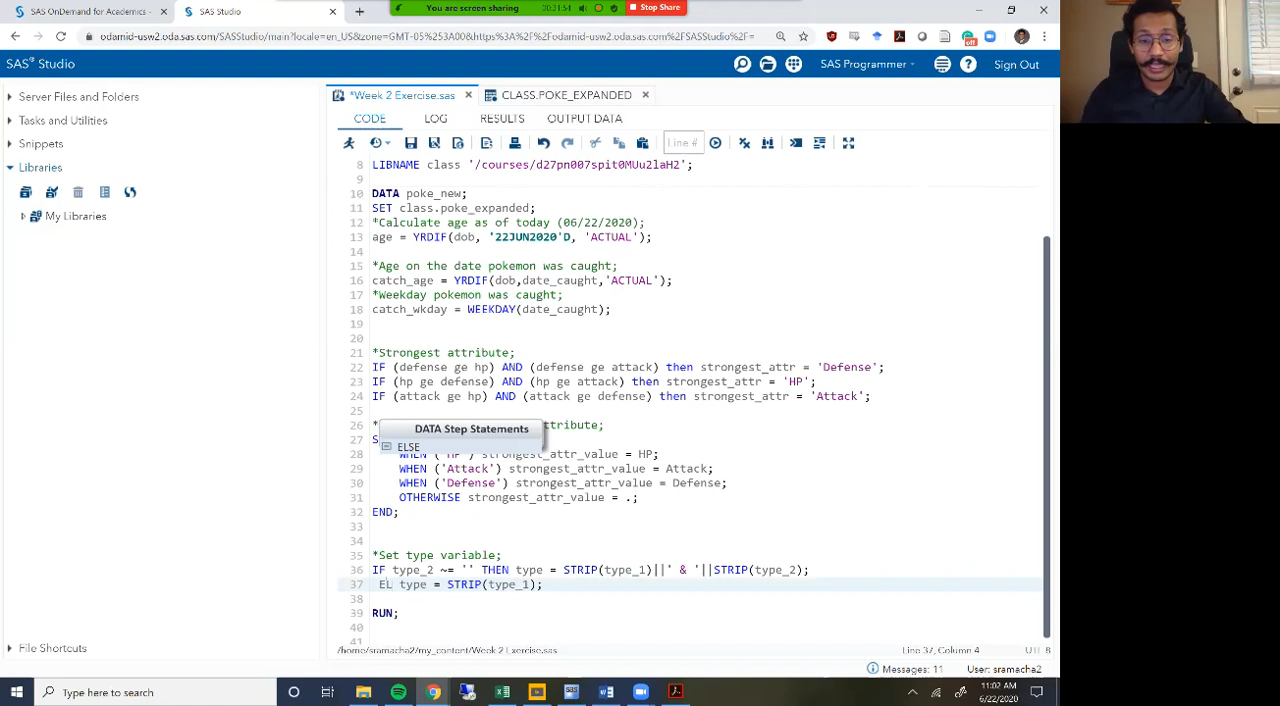 SAS OnDemand for Academics -
SAS Studio
You are screen sharing
Stop Share
odamid-usw2.oda.sas.com/SASStudio/main?locale=en_US&zone=GMT-05%253A00&https%3A%2F%2Fodamid-usw2.oda.sas.com%2FSASStudio%2F=
SAS® Studio
SAS Programmer
Sign Out
Server Files and Folders
Tasks and Utilities
Snippets
Libraries
My Libraries
File Shortcuts
*Week 2 Exercise.sas
CLASS.POKE_EXPANDED
CODE LOG RESULTS OUTPUT DATA
Line #
8 LIBNAME class '/courses/d27pn007spit0MUu2laH2';
9
10 DATA poke_new;
11 SET class.poke_expanded;
12 *Calculate age as of today (06/22/2020);
13 age = YRDIF(dob, '22JUN2020'D, 'ACTUAL');
14
15 *Age on the date pokemon was caught;
16 catch_age = YRDIF(dob,date_caught,'ACTUAL');
17 *Weekday pokemon was caught;
18 catch_wkday = WEEKDAY(date_caught);
19
20
21 *Strongest attribute;
22 IF (defense ge hp) AND (defense ge attack) then strongest_attr = 'Defense';
23 IF (hp ge defense) AND (hp ge attack) then strongest_attr = 'HP';
24 IF (attack ge hp) AND (attack ge defense) then strongest_attr = 'Attack';
25
26 * ttribute;
DATA Step Statements
27 S
ELSE
28 WHEN ('HP') strongest_attr_value = HP;
29 WHEN ('Attack') strongest_attr_value = Attack;
30 WHEN ('Defense') strongest_attr_value = Defense;
31 OTHERWISE strongest_attr_value = .;
32 END;
33
34
35 *Set type variable;
36 IF type_2 ~= '' THEN type = STRIP(type_1)||' & '||STRIP(type_2);
37 EL type = STRIP(type_1);
38
39 RUN;
40
41
/home/sramacha2/my_content/Week 2 Exercise.sas
Line 37, Column 4
UTF-8
Messages: 11
User: sramacha2
Type here to search
11:02 AM
6/22/2020